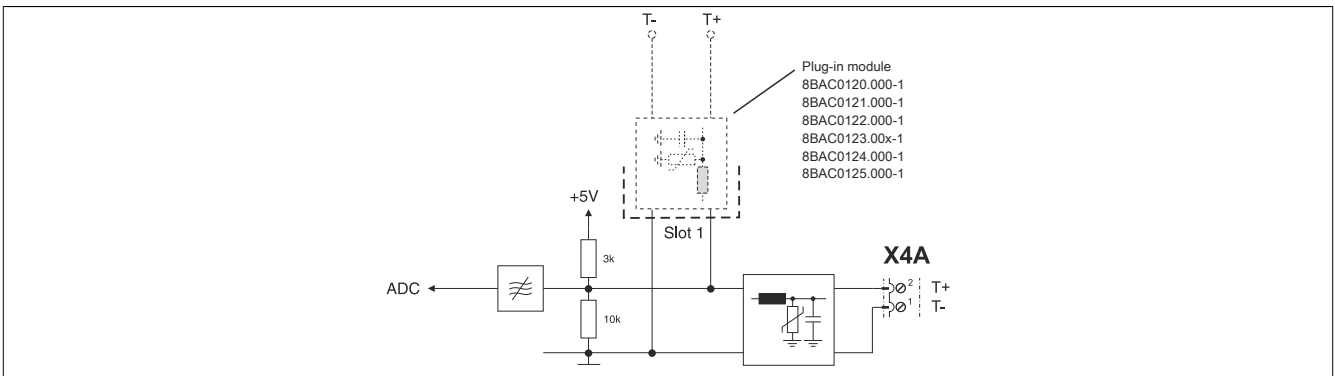 T- T+
Plug-in module
8BAC0120.000-1
8BAC0121.000-1
8BAC0122.000-1
8BAC0123.00x-1
8BAC0124.000-1
8BAC0125.000-1
+5V
Slot 1
3k
X4A
ADC
2 T+
1 T-
10k